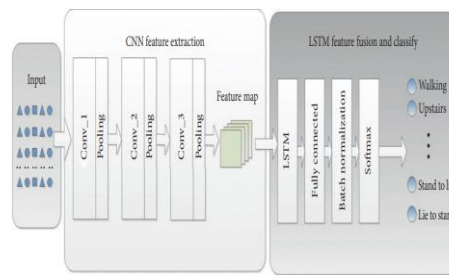 CNN feature extraction
LSTM feature fusion and classify
Input
Conv_1
Pooling
Conv_2
Pooling
Conv_3
Pooling
Feature map
LSTM
Fully connected
Batch normalization
Softmax
Walking
Upstairs
Stand to
Lie to